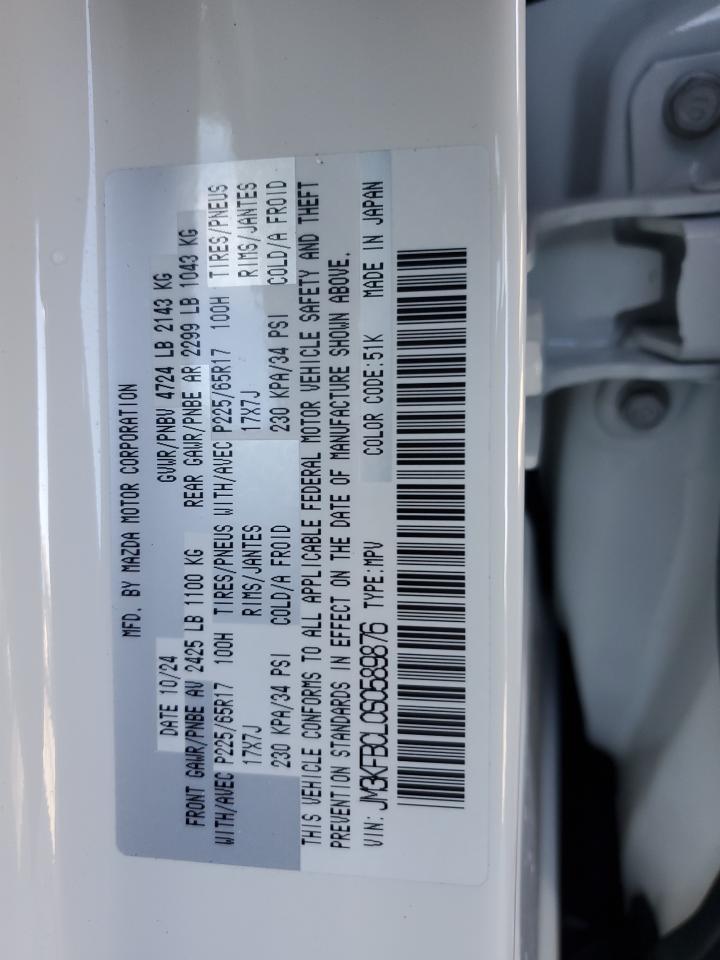 MFD. BY MAZDA MOTOR CORPORATION
DATE 10/24 GVWR/PNBV 4724 LB 2143 KG
FRONT GAWR/PNBE AV 2425 LB 1100 KG REAR GAWR/PNBE AR 2299 LB 1043 KG
WITH/AVEC P225/65R17 100H TIRES/PNEUS WITH/AVEC P225/65R17 100H TIRES/PNEUS
17X7J RIMS/JANTES 17X7J RIMS/JANTES
230 KPA/34 PSI COLD/A FROID 230 KPA/34 PSI COLD/A FROID
THIS VEHICLE CONFORMS TO ALL APPLICABLE FEDERAL MOTOR VEHICLE SAFETY AND THEFT
PREVENTION STANDARDS IN EFFECT ON THE DATE OF MANUFACTURE SHOWN ABOVE.
VIN: JM3KFBCL0S0589876 TYPE:MPV COLOR CODE:51K MADE IN JAPAN